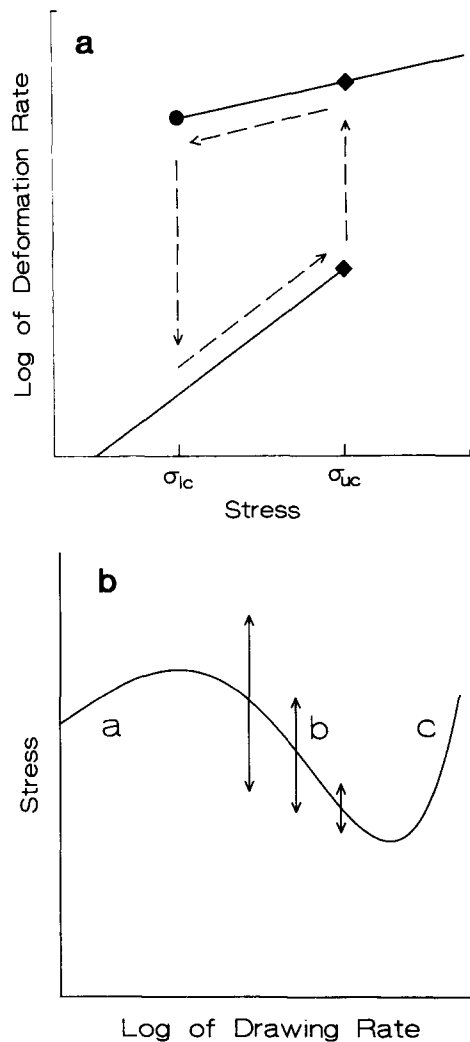 a
Log of Deformation Rate
σic
σuc
Stress
b
a
b
c
Stress
Log of Drawing Rate